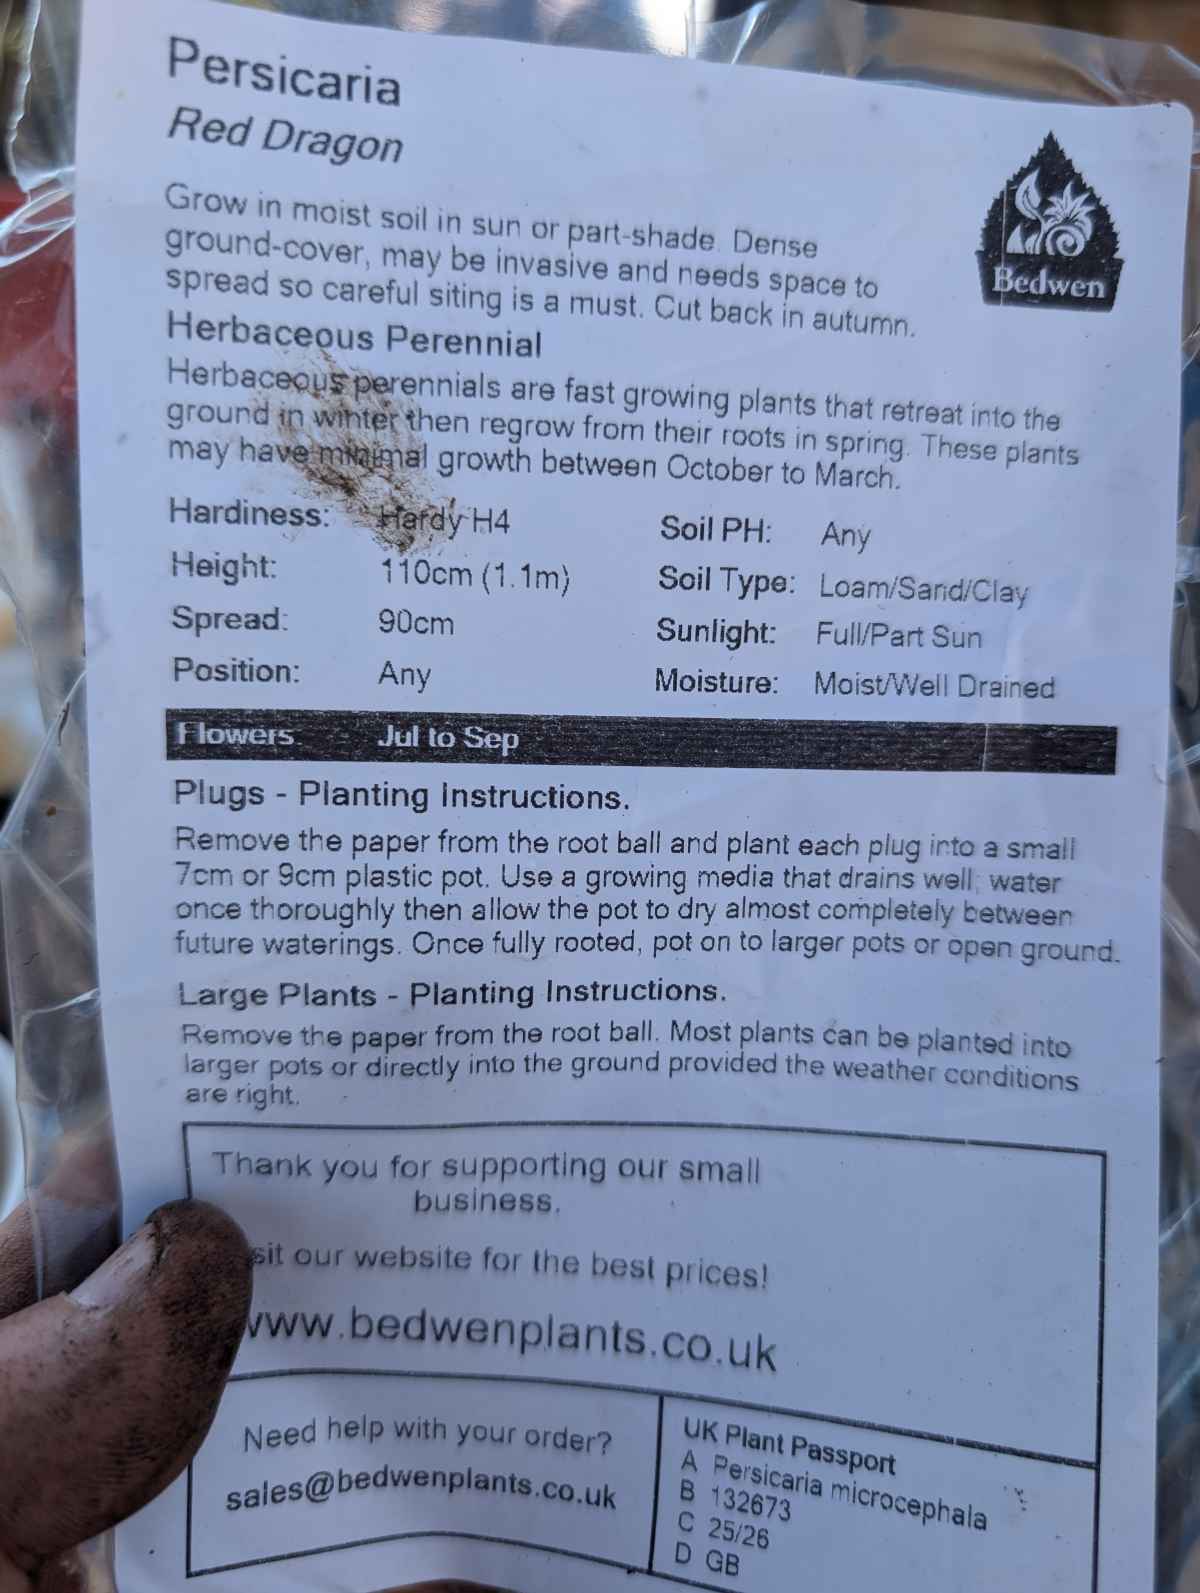 Persicaria
Red Dragon
Bedwen
Grow in moist soil in sun or part-shade. Dense
ground-cover, may be invasive and needs space to
spread so careful siting is a must. Cut back in autumn.
Herbaceous Perennial
Herbaceous perennials are fast growing plants that retreat into the
ground in winter then regrow from their roots in spring. These plants
may have minimal growth between October to March.
Hardiness: Hardy H4 Soil PH: Any
Height: 110cm (1.1m) Soil Type: Loam/Sand/Clay
Spread: 90cm Sunlight: Full/Part Sun
Position: Any Moisture: Moist/Well Drained
Flowers Jul to Sep
Plugs - Planting Instructions.
Remove the paper from the root ball and plant each plug into a small
7cm or 9cm plastic pot. Use a growing media that drains well; water
once thoroughly then allow the pot to dry almost completely between
future waterings. Once fully rooted, pot on to larger pots or open ground.
Large Plants - Planting Instructions.
Remove the paper from the root ball. Most plants can be planted into
larger pots or directly into the ground provided the weather conditions
are right.
Thank you for supporting our small
business.
sit our website for the best prices!
www.bedwenplants.co.uk
Need help with your order?
sales@bedwenplants.co.uk
UK Plant Passport
A Persicaria microcephala
B 132673
C 25/26
D GB